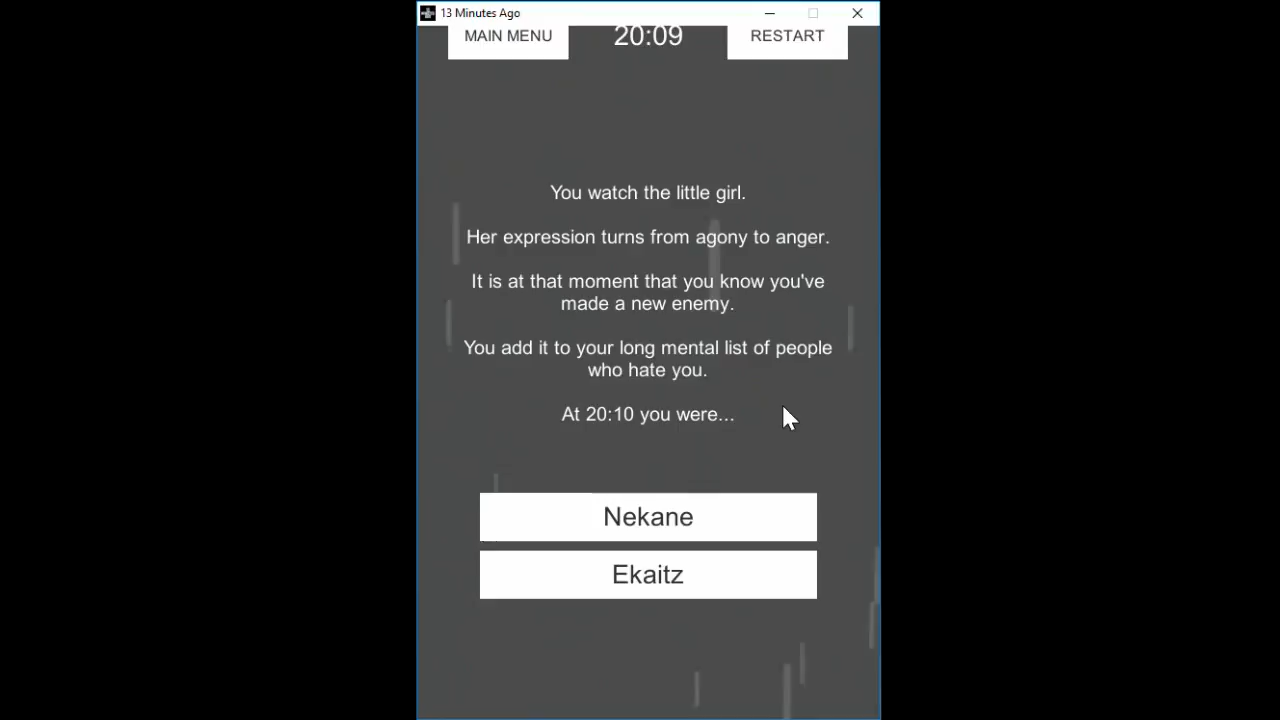 13 Minutes Ago
MAIN MENU
20:09
RESTART
You watch the little girl.
Her expression turns from agony to anger.
It is at that moment that you know you've
made a new enemy.
You add it to your long mental list of people
who hate you.
At 20:10 you were...
Nekane
Ekaitz